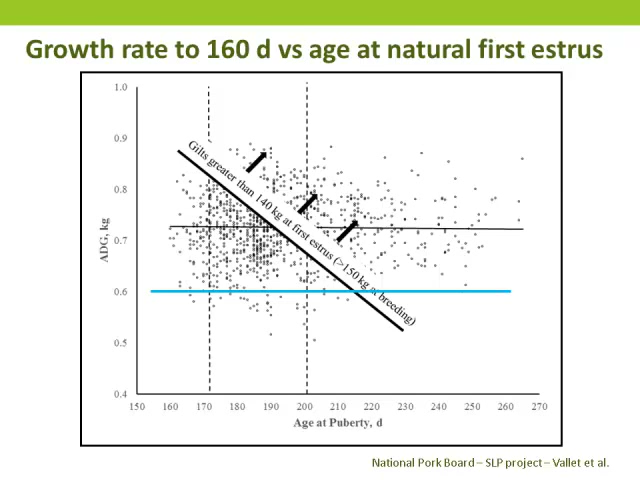 Growth rate to 160 d vs age at natural first estrus
1.0
0.9
0.8
0.7
0.6
0.5
0.4
ADG, kg
Gilts greater than 140 kg at first estrus (>150 kg at breeding)
150 160 170 180 190 200 210 220 230 240 250 260 270
Age at Puberty, d
National Pork Board – SLP project – Vallet et al.